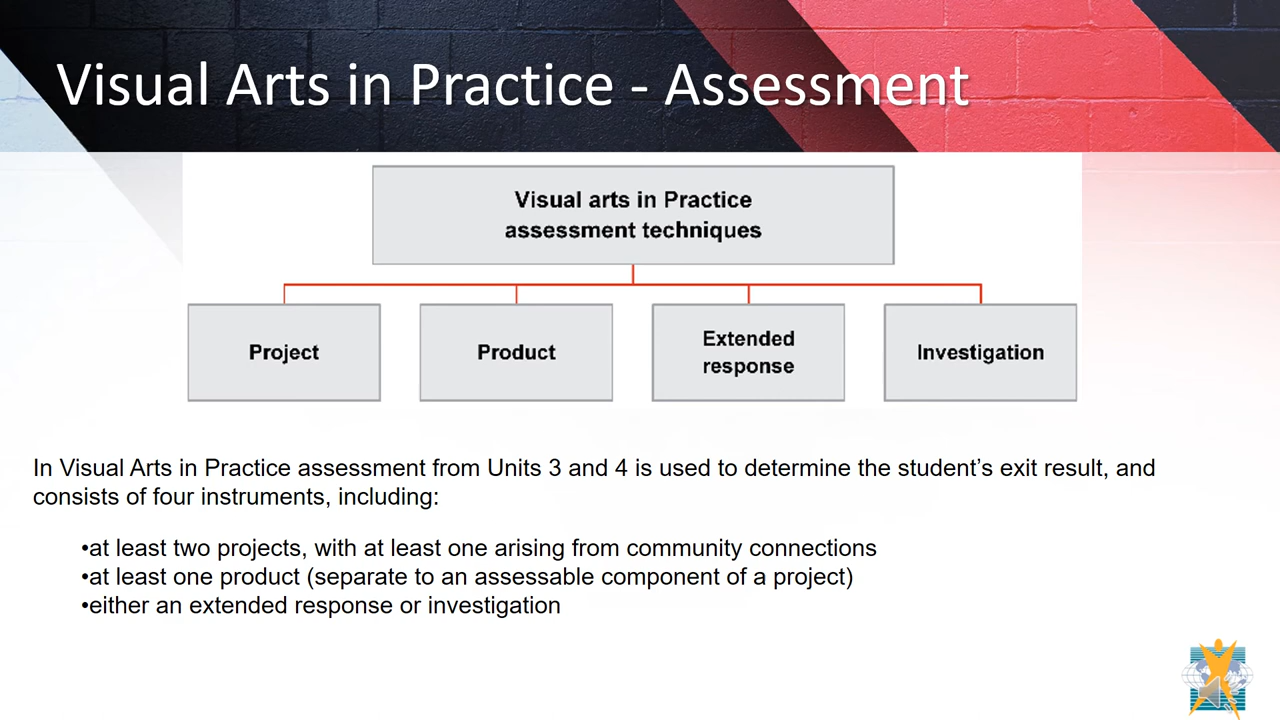 Visual Arts in Practice - Assessment
Visual arts in Practice
assessment techniques
Project
Product
Extended
response
Investigation
In Visual Arts in Practice assessment from Units 3 and 4 is used to determine the student’s exit result, and
consists of four instruments, including:
•at least two projects, with at least one arising from community connections
•at least one product (separate to an assessable component of a project)
•either an extended response or investigation